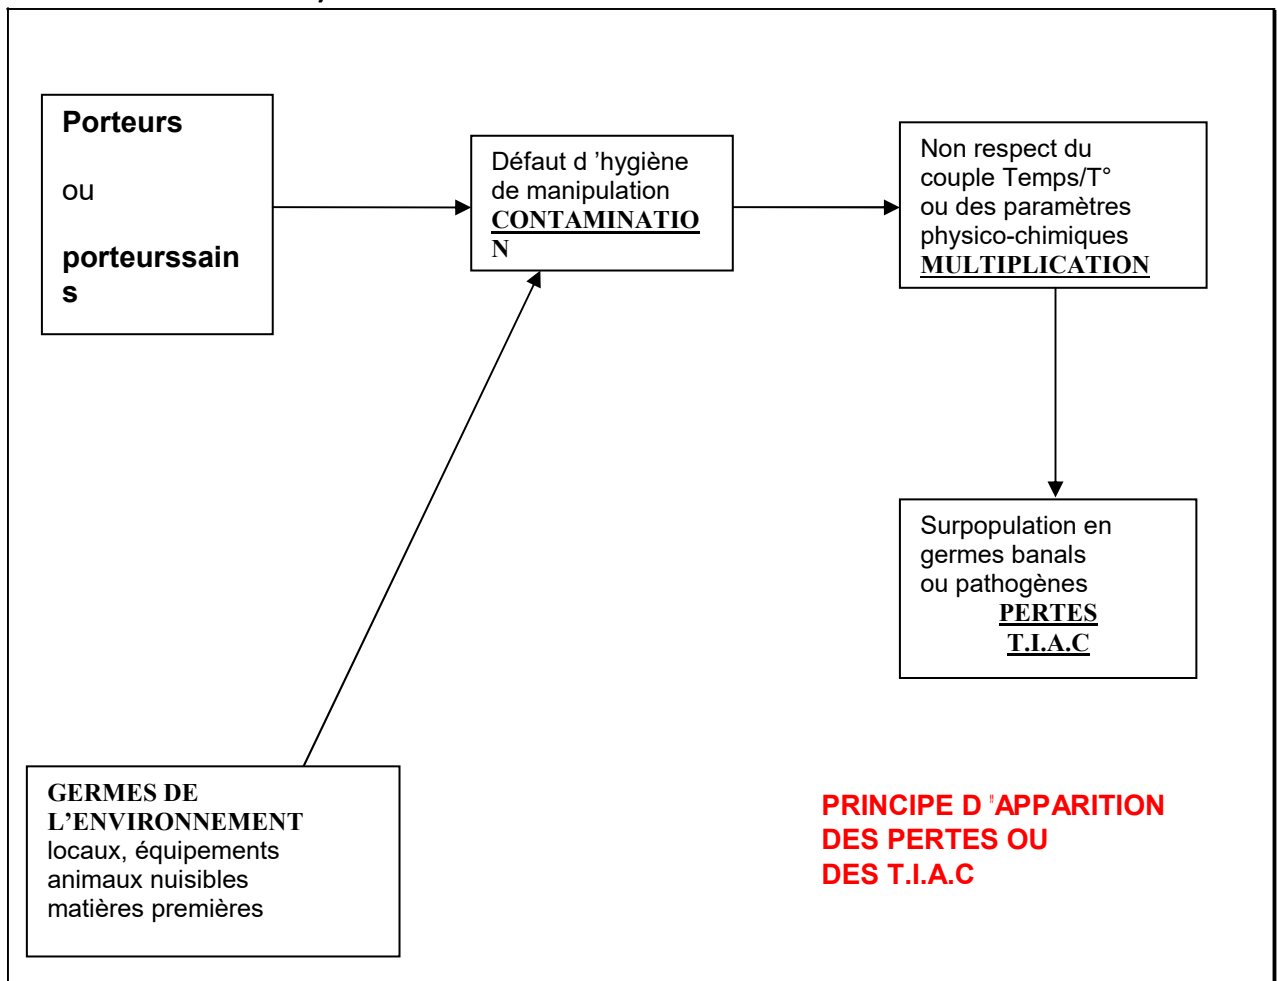 Porteurs
ou
porteurssain
s
Défaut d ’hygiène
de manipulation
CONTAMINATIO
N
Non respect du
couple Temps/T°
ou des paramètres
physico-chimiques
MULTIPLICATION
Surpopulation en
germes banals
ou pathogènes
PERTES
T.I.A.C
GERMES DE
L’ENVIRONNEMENT
locaux, équipements
animaux nuisibles
matières premières
PRINCIPE D "APPARITION
DES PERTES OU
DES T.I.A.C